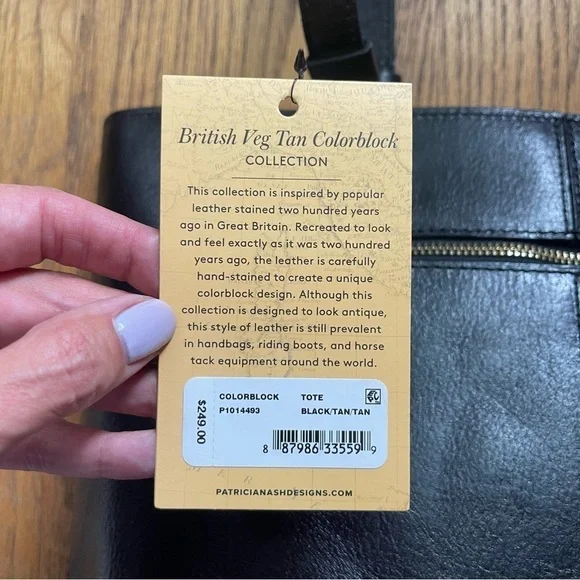 British Veg Tan Colorblock
COLLECTION
This collection is inspired by popular
leather stained two hundred years
ago in Great Britain. Recreated to look
and feel exactly as it was two hundred
years ago, the leather is carefully
hand-stained to create a unique
colorblock design. Although this
collection is designed to look antique,
this style of leather is still prevalent
in handbags, riding boots, and horse
tack equipment around the world.
$249.00
COLORBLOCK TOTE
P1014493 BLACK/TAN/TAN
8 87986 33559 9
PATRICIANASHDESIGNS.COM